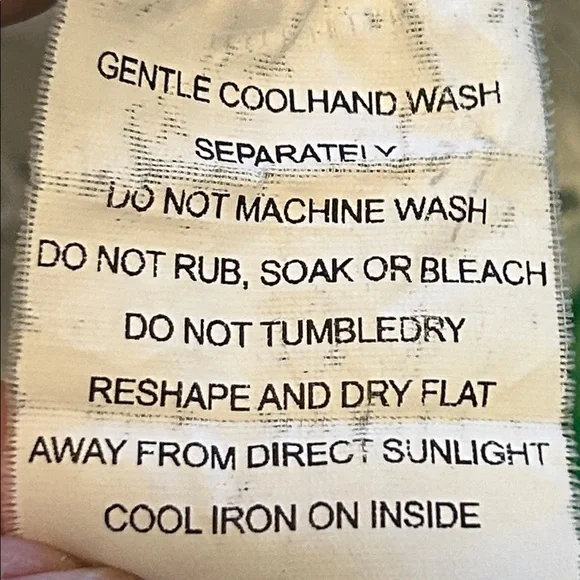 GENTLE COOLHAND WASH
SEPARATELY
DO NOT MACHINE WASH
DO NOT RUB, SOAK OR BLEACH
DO NOT TUMBLEDRY
RESHAPE AND DRY FLAT
AWAY FROM DIRECT SUNLIGHT
COOL IRON ON INSIDE